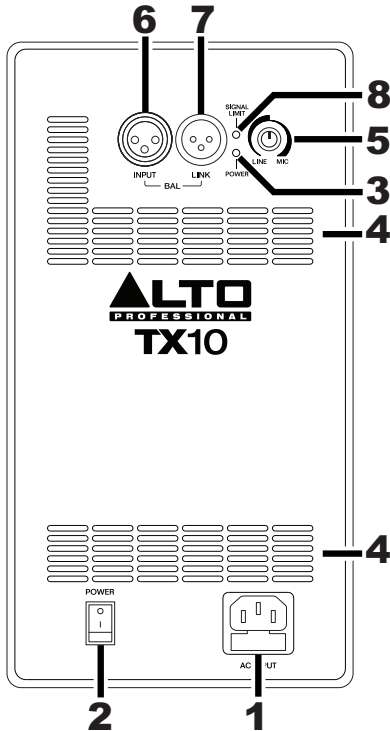 6
7
SIGNAL
LIMIT
8
5
INPUT
LINK
LINE
MIC
BAL
POWER
3
4
ALTO
PROFESSIONAL
TX10
4
POWER
2
1